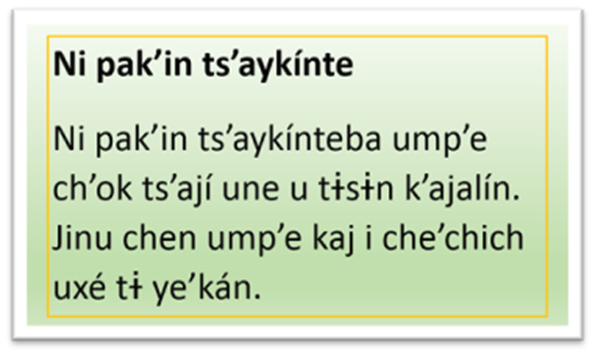 Ni pak’in ts’aykínte
Ni pak’in ts’aykínteba ump’e
ch’ok ts’ají une u tɨsɨn k’ajalín.
Jinu chen ump’e kaj i che’chich
uxé tɨ ye’kán.